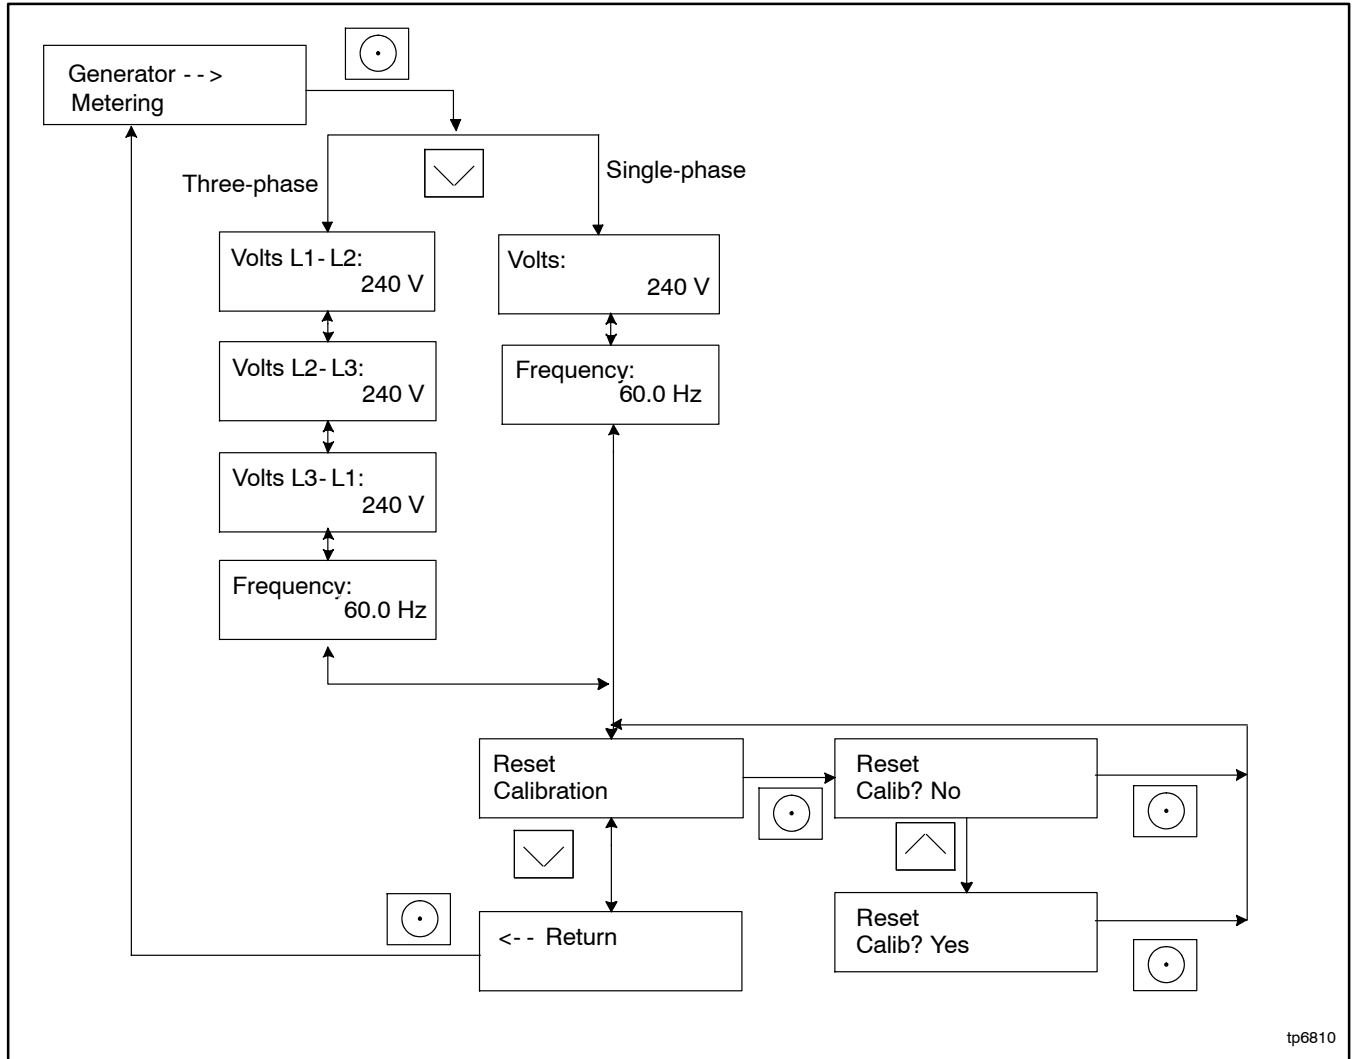 Generator - - >
Metering
Three-phase
Single-phase
Volts L1- L2:
240 V
Volts:
240 V
Volts L2- L3:
240 V
Frequency:
60.0 Hz
Volts L3- L1:
240 V
Frequency:
60.0 Hz
Reset
Calibration
Reset
Calib? No
<- - Return
Reset
Calib? Yes
tp6810